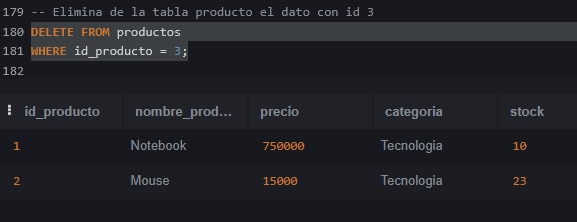 179 -- Elimina de la tabla producto el dato con id 3
180 DELETE FROM productos
181 WHERE id_producto = 3;
182
id_producto nombre_prod... precio categoria stock
1 Notebook 750000 Tecnologia 10
2 Mouse 15000 Tecnologia 23